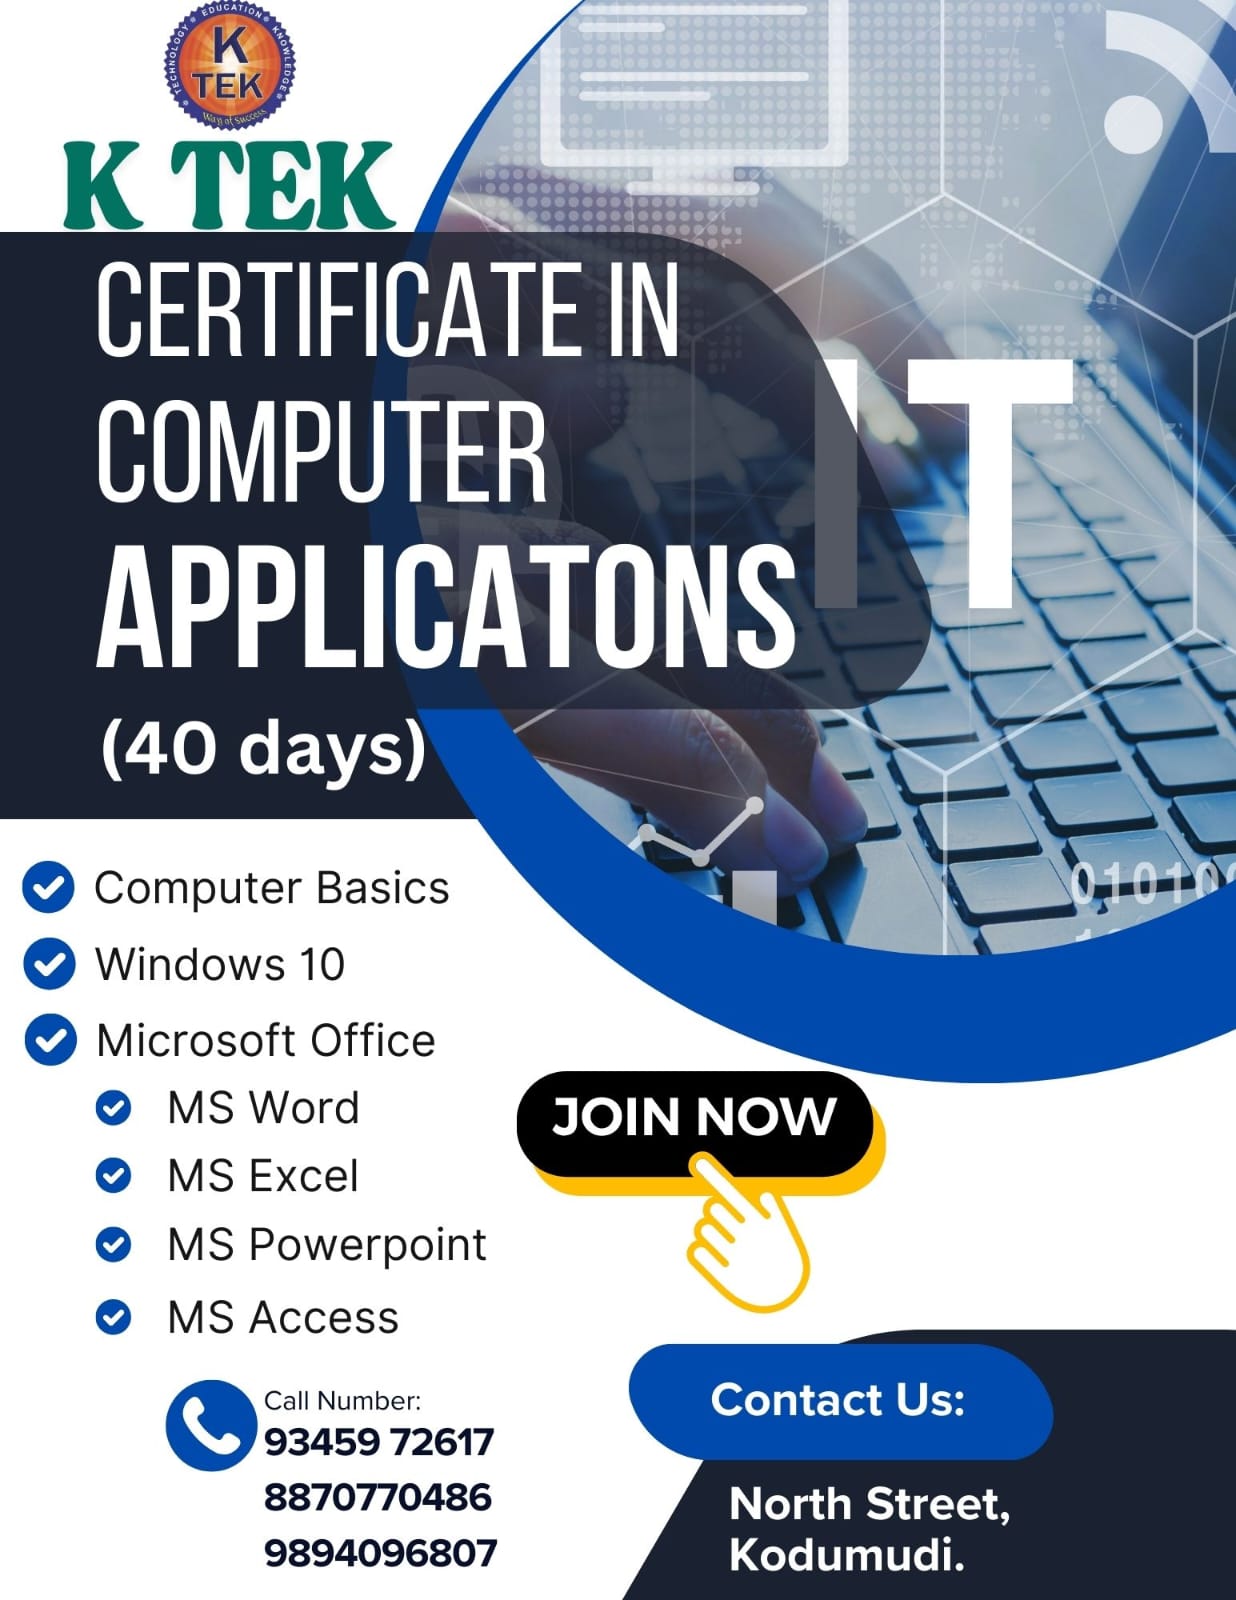 TECHNOLOGY * EDUCATION * KNOWLEDGE
K
TEK
Way of Success
K TEK
CERTIFICATE IN
COMPUTER
APPLICATONS
(40 days)
IT
01010
Computer Basics
Windows 10
Microsoft Office
MS Word
MS Excel
MS Powerpoint
MS Access
JOIN NOW
Call Number:
93459 72617
8870770486
9894096807
Contact Us:
North Street,
Kodumudi.